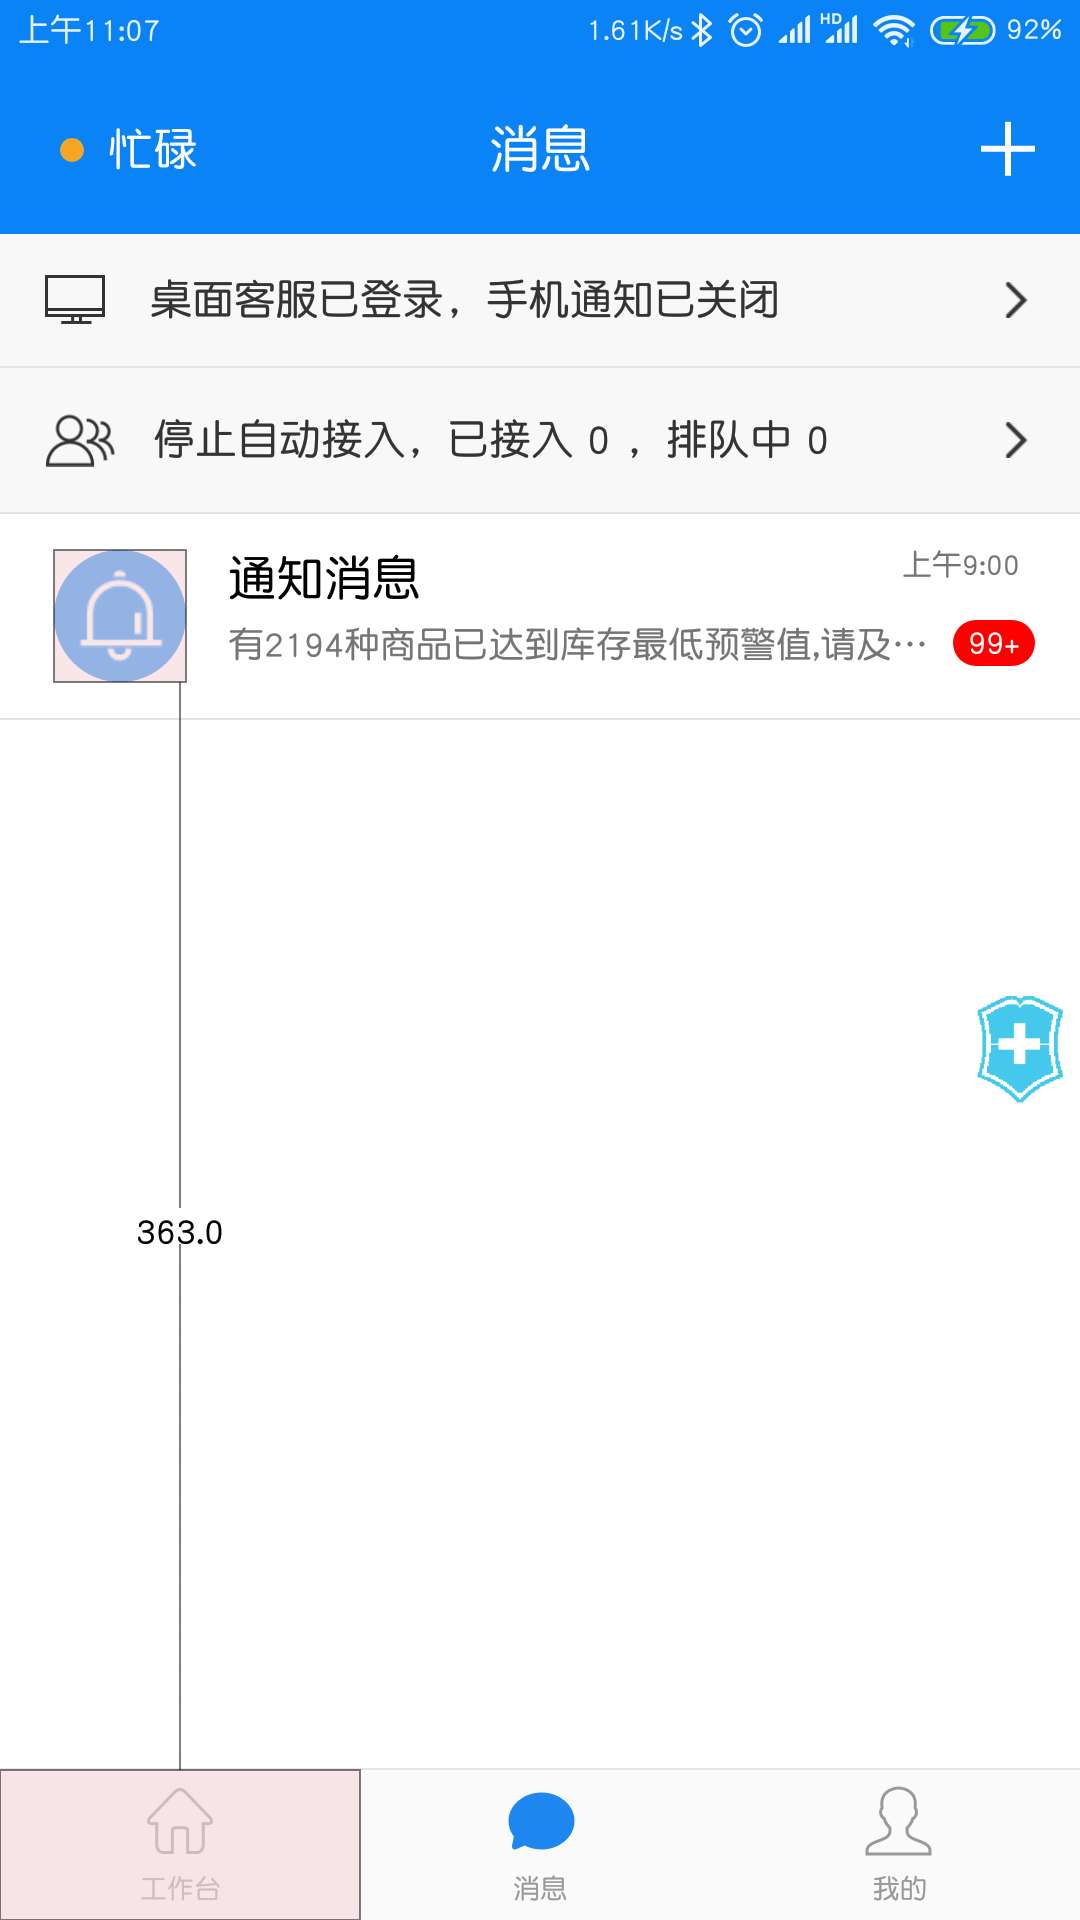 上午11:07 1.61K/s HD 92%
忙碌 消息
桌面客服已登录，手机通知已关闭
停止自动接入，已接入 0 ，排队中 0
通知消息 上午9:00
有2194种商品已达到库存最低预警值,请及… 99+
363.0
工作台 消息 我的